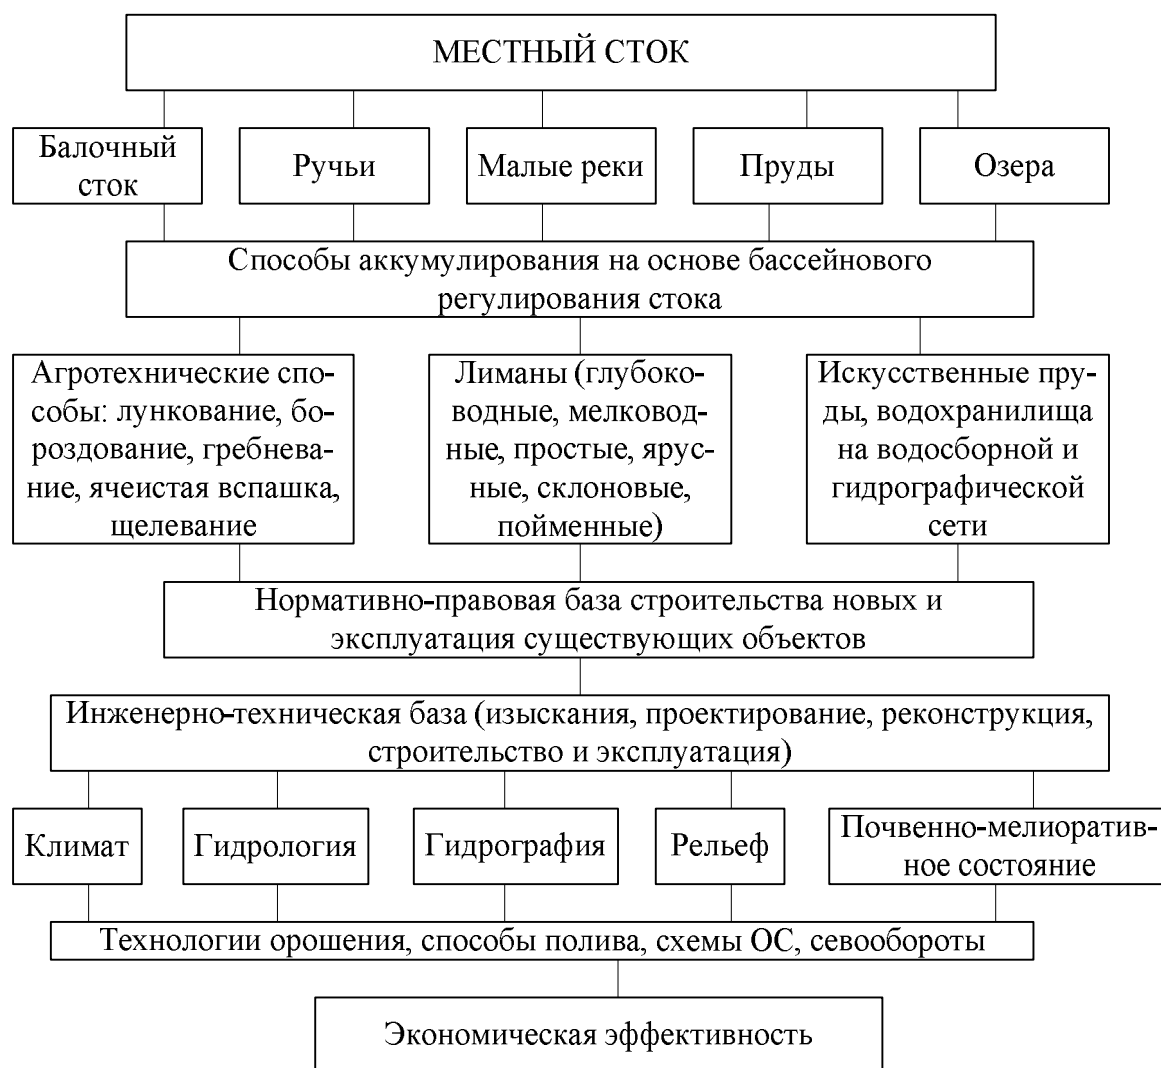 МЕСТНЫЙ СТОК
Балочный
сток
Ручьи
Малые реки
Пруды
Озера
Способы аккумулирования на основе бассейнового
регулирования стока
Агротехнические спо-
собы: лункование, бо-
роздование, гребнева-
ние, ячеистая вспашка,
щелевание
Лиманы (глубоко-
водные, мелковод-
ные, простые, ярус-
ные, склоновые,
пойменные)
Искусственные пру-
ды, водохранилища
на водосборной и
гидрографической
сети
Нормативно-правовая база строительства новых и
эксплуатация существующих объектов
Инженерно-техническая база (изыскания, проектирование, реконструкция,
строительство и эксплуатация)
Климат
Гидрология
Гидрография
Рельеф
Почвенно-мелиоратив-
ное состояние
Технологии орошения, способы полива, схемы ОС, севообороты
Экономическая эффективность